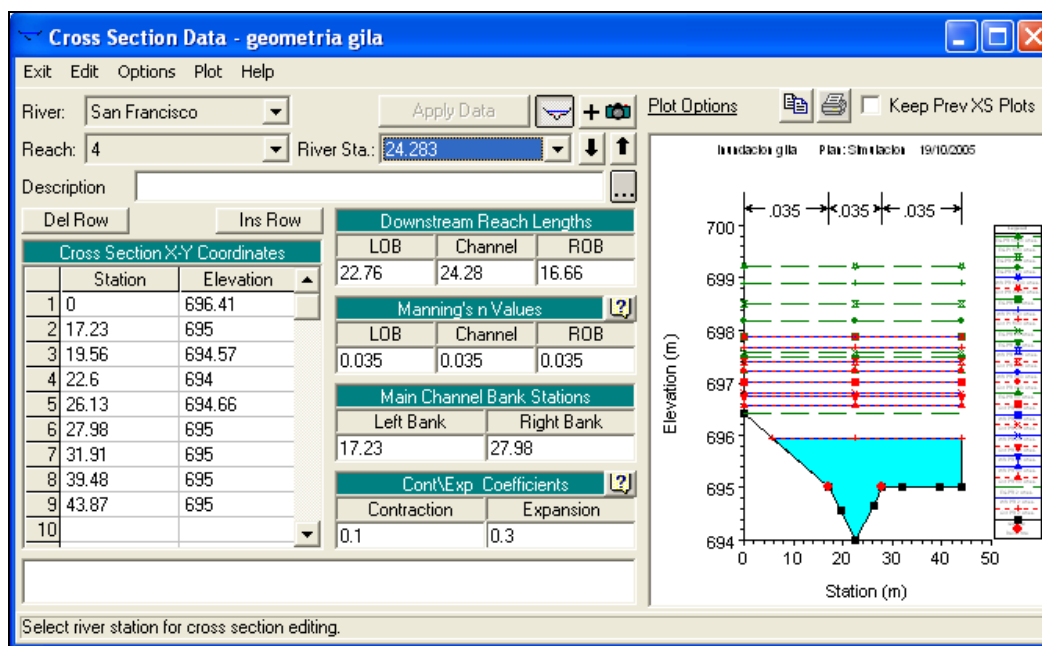 Cross Section Data - geometria gila
Exit Edit Options Plot Help
River: San Francisco Apply Data + Plot Options Keep Prev XS Plots
Reach: 4 River Sta.: 24.283
Description ...
Del Row Ins Row
Cross Section X-Y Coordinates
Station Elevation
1 0 696.41
2 17.23 695
3 19.56 694.57
4 22.6 694
5 26.13 694.66
6 27.98 695
7 31.91 695
8 39.48 695
9 43.87 695
10
Downstream Reach Lengths
LOB Channel ROB
22.76 24.28 16.66
Manning's n Values
LOB Channel ROB
0.035 0.035 0.035
Main Channel Bank Stations
Left Bank Right Bank
17.23 27.98
Cont\Exp Coefficients
Contraction Expansion
0.1 0.3
Inundacion gila Plan: Simulacion 19/10/2005
.035 .035 .035
700
699
698
697
696
695
694
Elevation (m)
0 10 20 30 40 50
Station (m)
Select river station for cross section editing.